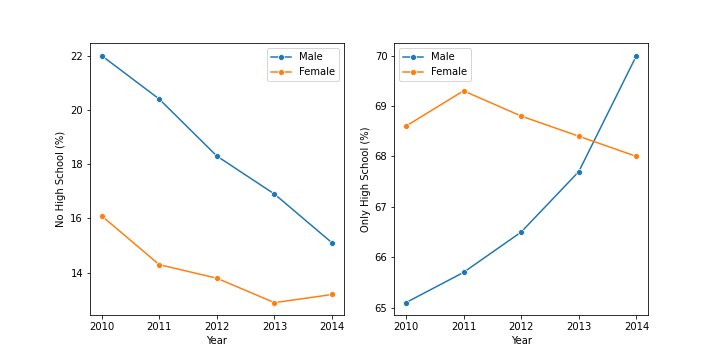 No High School (%)
22
20
18
16
14
2010 2011 2012 2013 2014
Year
Male
Female
Only High School (%)
70
69
68
67
66
65
2010 2011 2012 2013 2014
Year
Male
Female